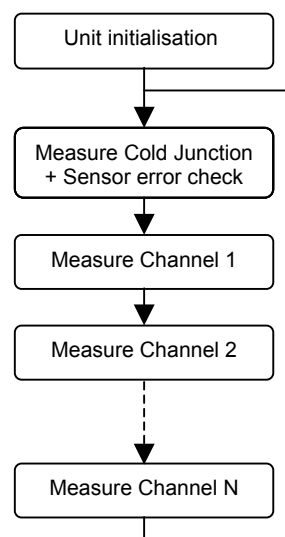 Unit initialisation
Measure Cold Junction
+ Sensor error check
Measure Channel 1
Measure Channel 2
Measure Channel N